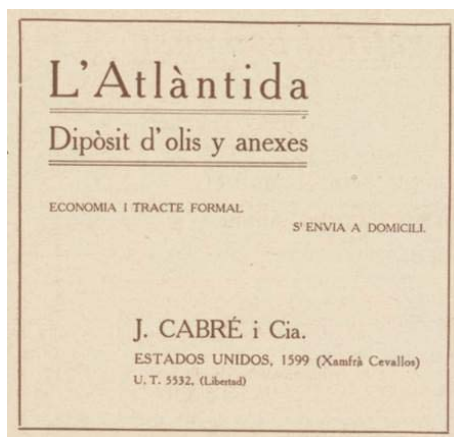 L'Atlàntida
Dipòsit d'olis y anexes
ECONOMIA I TRACTE FORMAL
S'ENVIA A DOMICILI.
J. CABRÉ i Cia.
ESTADOS UNIDOS, 1599 (Xamfrà Cevallos)
U. T. 5532, (Libertad)